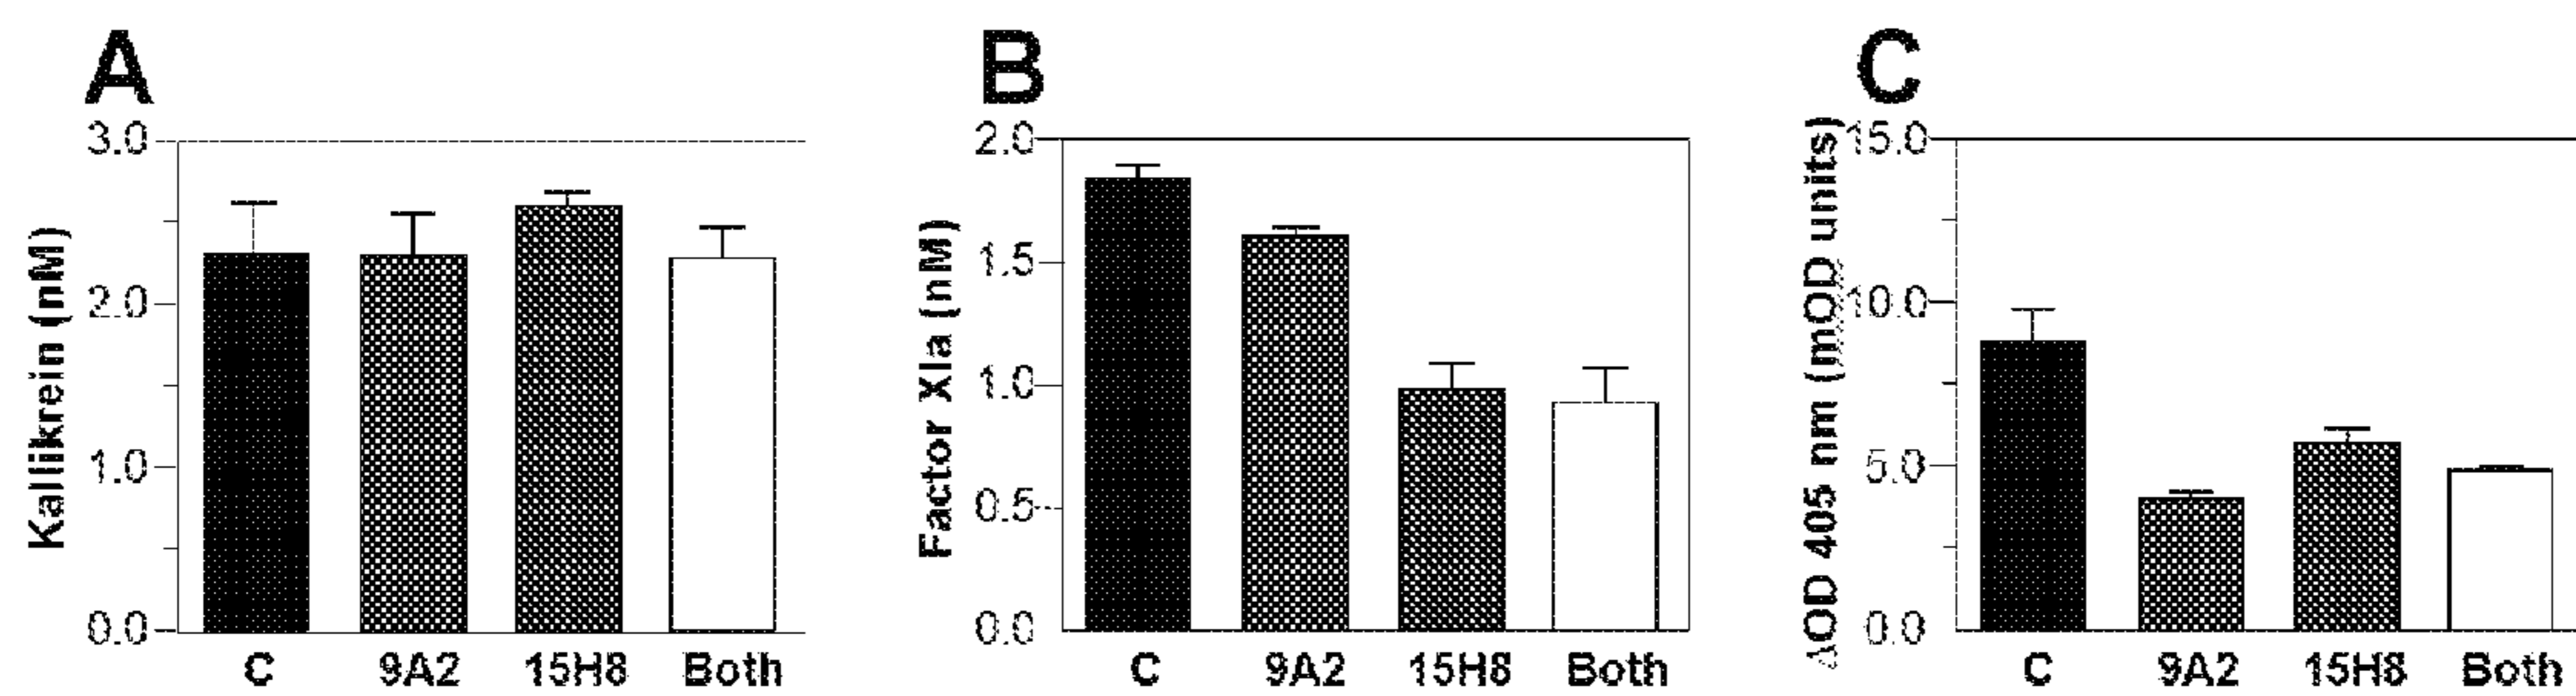 A
Kallikrein (nM)
3.0
2.0
1.0
0.0
C 9A2 15H8 Both
B
Factor XIa (nM)
2.0
1.5
1.0
0.5
0.0
C 9A2 15H8 Both
C
ΔOD 405 nm (mOD units)
15.0
10.0
5.0
0.0
C 9A2 15H8 Both